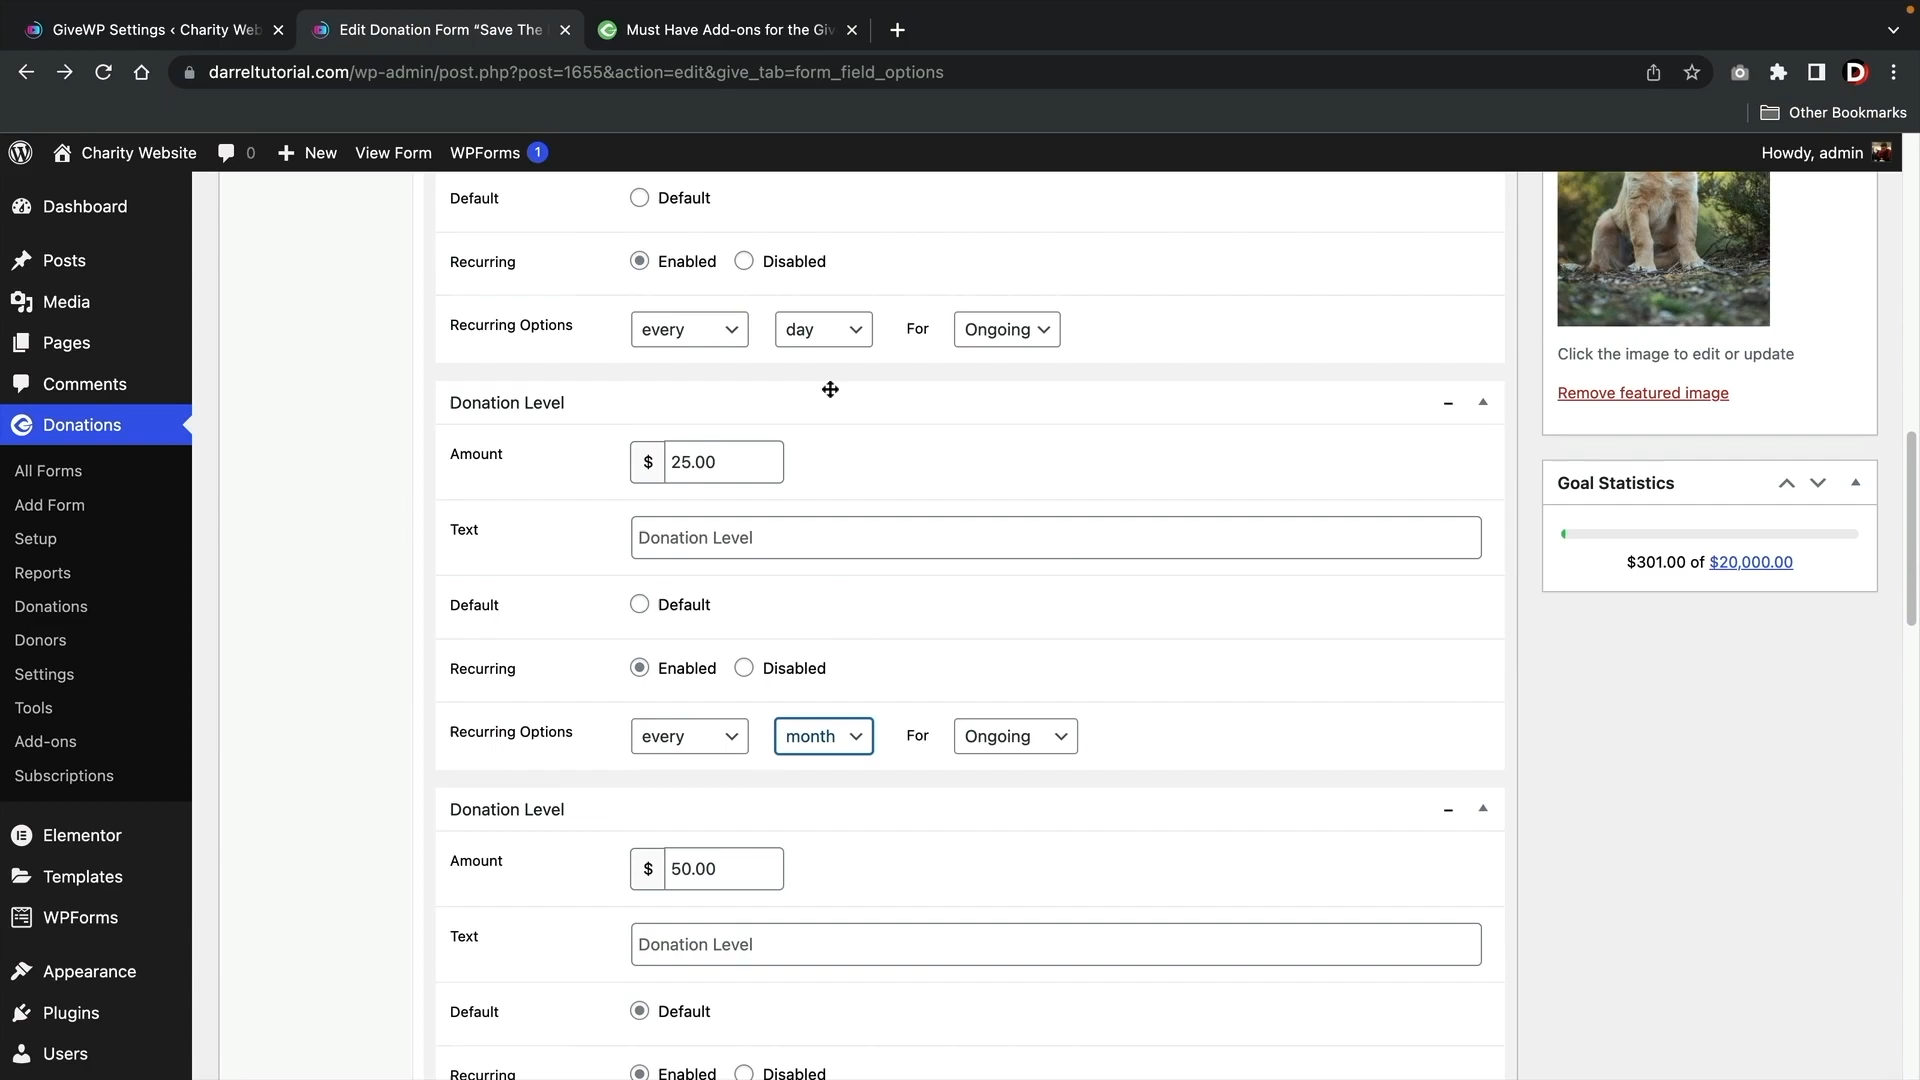 GiveWP Settings ‹ Charity Web
Edit Donation Form “Save The
Must Have Add-ons for the Giv
darreltutorial.com/wp-admin/post.php?post=1655&action=edit&give_tab=form_field_options
D
Other Bookmarks
Charity Website
0
New
View Form
WPForms
1
Howdy, admin
Dashboard
Posts
Media
Pages
Comments
Donations
All Forms
Add Form
Setup
Reports
Donations
Donors
Settings
Tools
Add-ons
Subscriptions
Elementor
Templates
WPForms
Appearance
Plugins
Users
Default
Default
Recurring
Enabled
Disabled
Recurring Options
every
day
For
Ongoing
Donation Level
Amount
$
25.00
Text
Donation Level
Default
Default
Recurring
Enabled
Disabled
Recurring Options
every
month
For
Ongoing
Donation Level
Amount
$
50.00
Text
Donation Level
Default
Default
Recurring
Enabled
Disabled
Click the image to edit or update
Remove featured image
Goal Statistics
$301.00 of $20,000.00